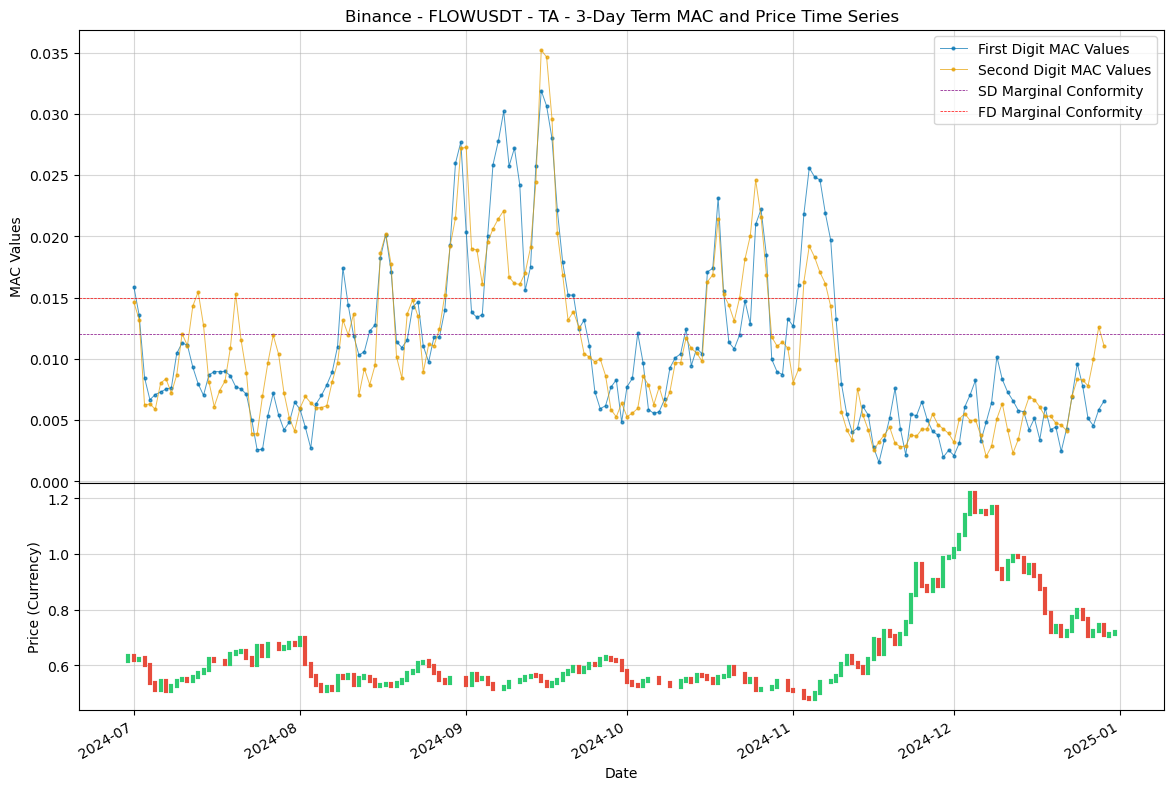 Binance - FLOWUSDT - TA - 3-Day Term MAC and Price Time Series
First Digit MAC Values
Second Digit MAC Values
SD Marginal Conformity
FD Marginal Conformity
MAC Values
0.035
0.030
0.025
0.020
0.015
0.010
0.005
0.000
Price (Currency)
1.2
1.0
0.8
0.6
2024-07
2024-08
2024-09
2024-10
2024-11
2024-12
2025-01
Date